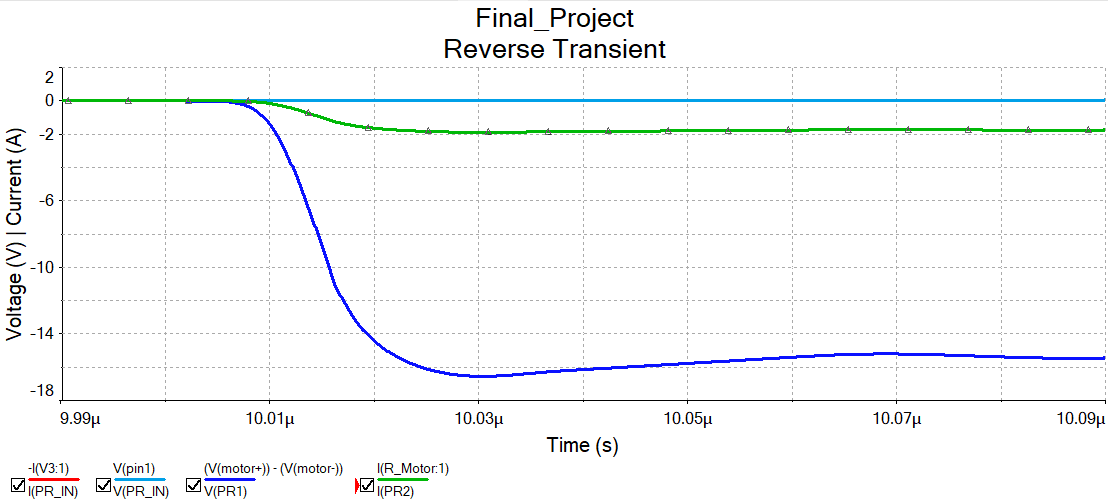 Final_Project
Reverse Transient
Voltage (V) | Current (A)
2
0
-2
-6
-10
-14
-18
9.99μ 10.01μ 10.03μ 10.05μ 10.07μ 10.09μ
Time (s)
-I(V3:1) V(pin1) (V(motor+)) - (V(motor-)) I(R_Motor:1)
I(PR_IN) V(PR_IN) V(PR1) I(PR2)